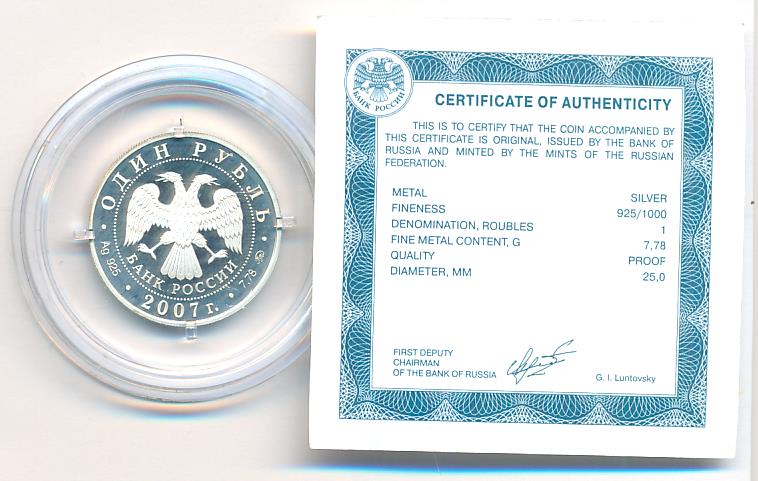 ОДИН РУБЛЬ
Ag 925
7,78
БАНК РОССИИ
2007 г.
БАНК РОССИИ
CERTIFICATE OF AUTHENTICITY
THIS IS TO CERTIFY THAT THE COIN ACCOMPANIED BY
THIS CERTIFICATE IS ORIGINAL, ISSUED BY THE BANK OF
RUSSIA AND MINTED BY THE MINTS OF THE RUSSIAN
FEDERATION.
METAL SILVER
FINENESS 925/1000
DENOMINATION, ROUBLES 1
FINE METAL CONTENT, G 7,78
QUALITY PROOF
DIAMETER, MM 25,0
FIRST DEPUTY
CHAIRMAN
OF THE BANK OF RUSSIA
G. I. Luntovsky